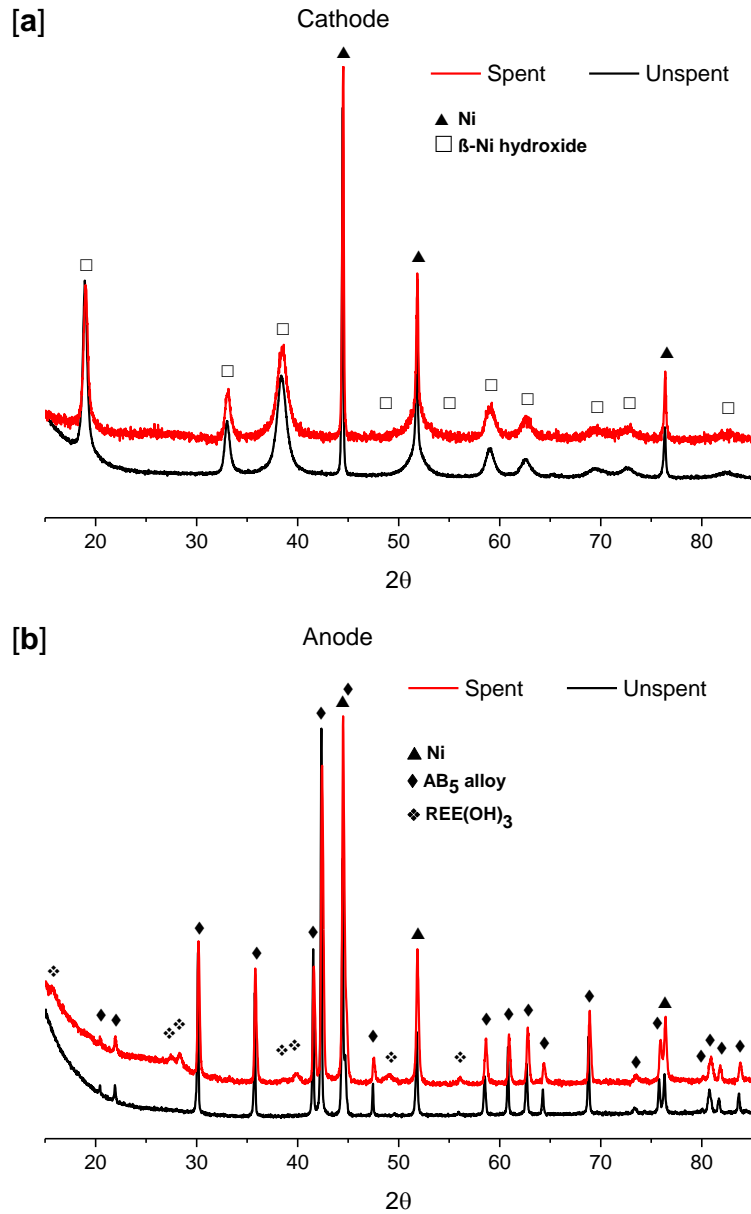 [a]
Cathode
Spent
Unspent
▲ Ni
□ ß-Ni hydroxide
20 30 40 50 60 70 80
2θ
[b]
Anode
Spent
Unspent
▲ Ni
♦ AB5 alloy
❖ REE(OH)3
20 30 40 50 60 70 80
2θ